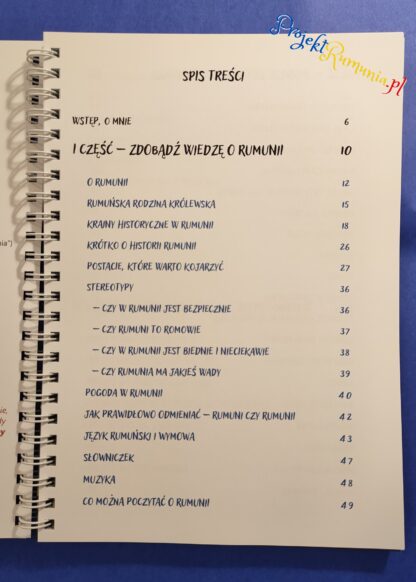 Projekt
Rumunia.pl
SPIS TREŚCI
WSTĘP, O MNIE 6
I CZĘŚĆ – ZDOBĄDŹ WIEDZĘ O RUMUNII 10
O RUMUNII 12
RUMUŃSKA RODZINA KRÓLEWSKA 15
KRAINY HISTORYCZNE W RUMUNII 18
KRÓTKO O HISTORII RUMUNII 26
POSTACIE, KTÓRE WARTO KOJARZYĆ 27
STEREOTYPY 36
– CZY W RUMUNII JEST BEZPIECZNIE 36
– CZY RUMUNI TO ROMOWIE 37
– CZY W RUMUNII JEST BIEDNIE I NIECIEKAWIE 38
– CZY RUMUNIA MA JAKIEŚ WADY 39
POGODA W RUMUNII 40
JAK PRAWIDŁOWO ODMIENIAĆ – RUMUNI CZY RUMUNII 42
JĘZYK RUMUŃSKI I WYMOWA 43
SŁOWNICZEK 47
MUZYKA 48
CO MOŻNA POCZYTAĆ O RUMUNII 49